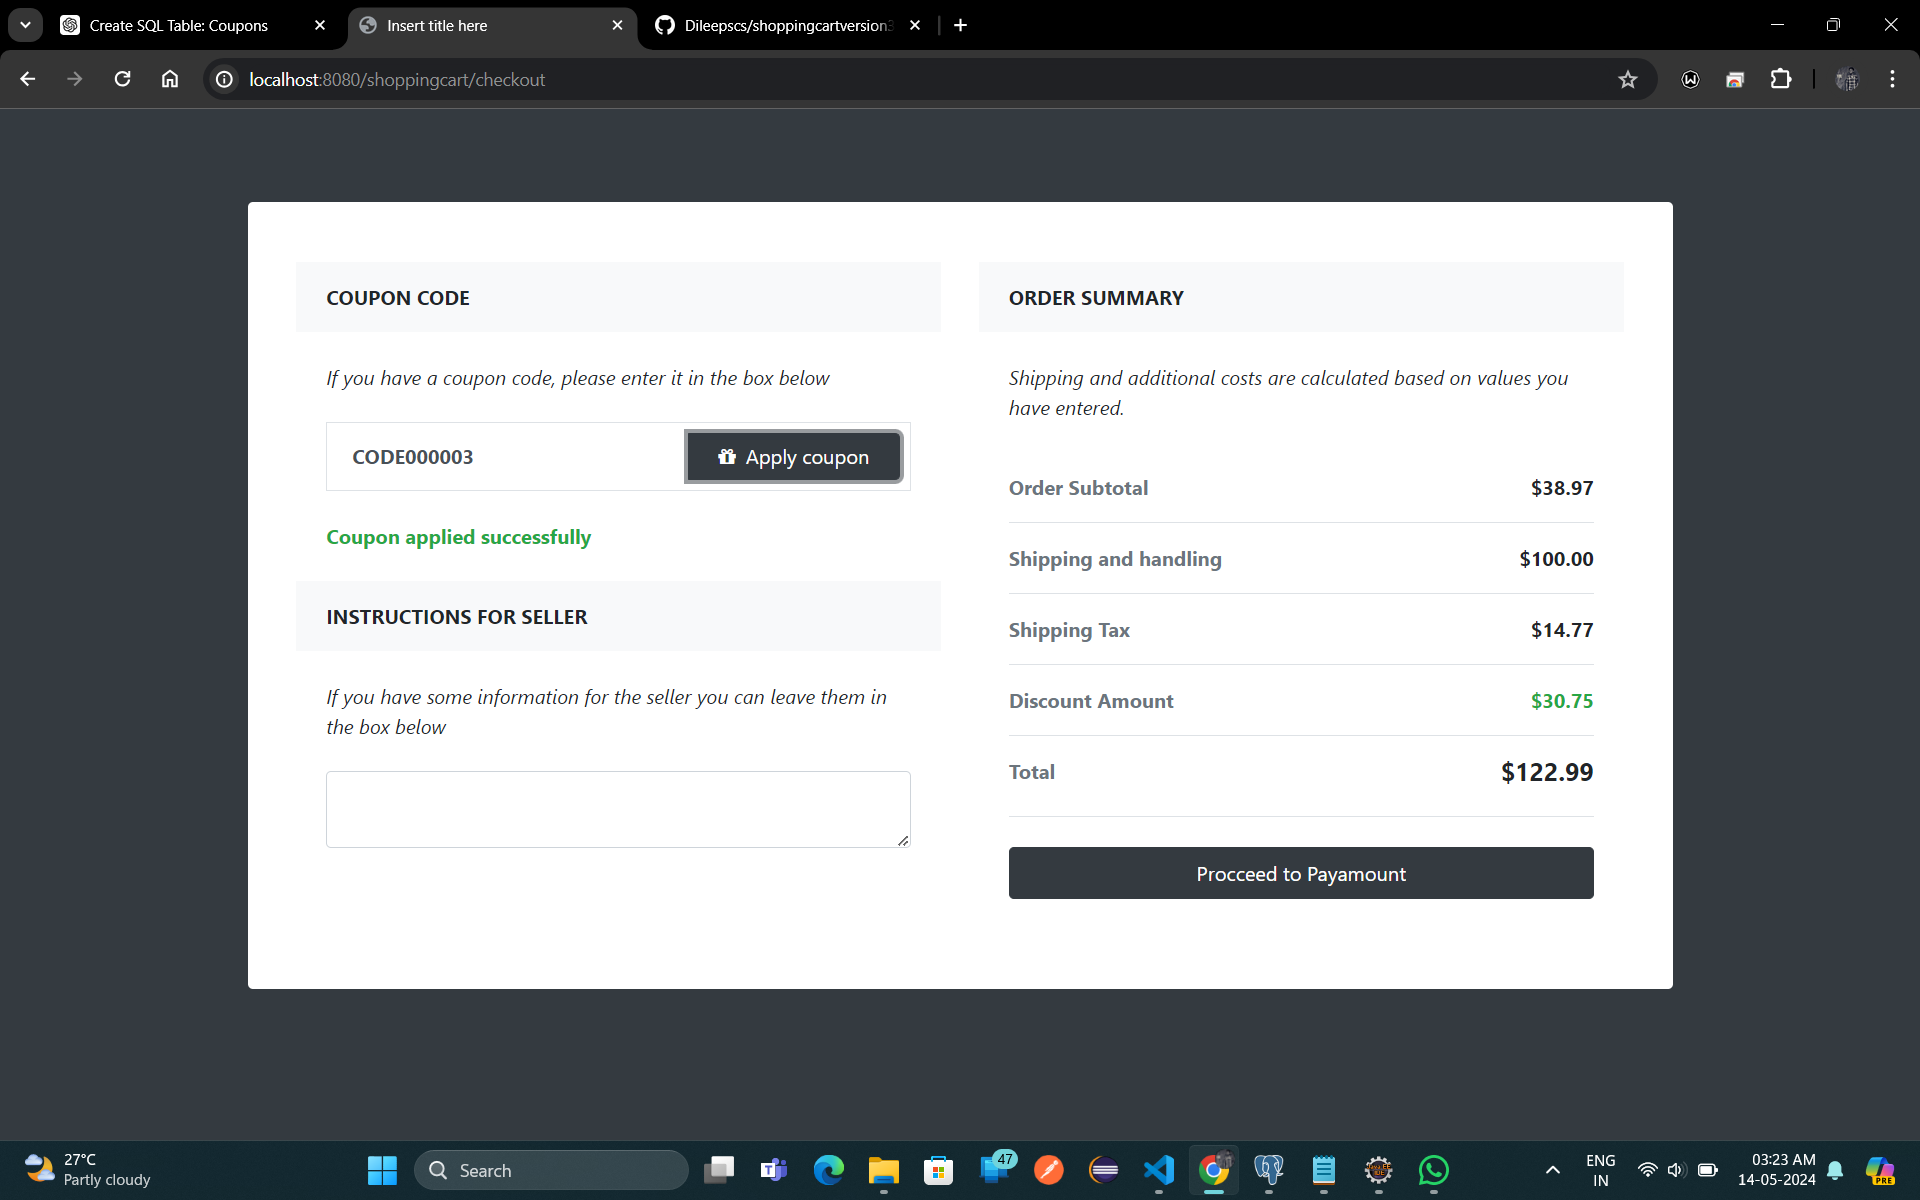 Create SQL Table: Coupons
Insert title here
Dileepscs/shoppingcartversion3
localhost:8080/shoppingcart/checkout
COUPON CODE
If you have a coupon code, please enter it in the box below
CODE000003
Apply coupon
Coupon applied successfully
INSTRUCTIONS FOR SELLER
If you have some information for the seller you can leave them in
the box below
ORDER SUMMARY
Shipping and additional costs are calculated based on values you
have entered.
Order Subtotal $38.97
Shipping and handling $100.00
Shipping Tax $14.77
Discount Amount $30.75
Total $122.99
Procceed to Payamount
27°C
Partly cloudy
Search
47
ENG
IN
03:23 AM
14-05-2024
PRE